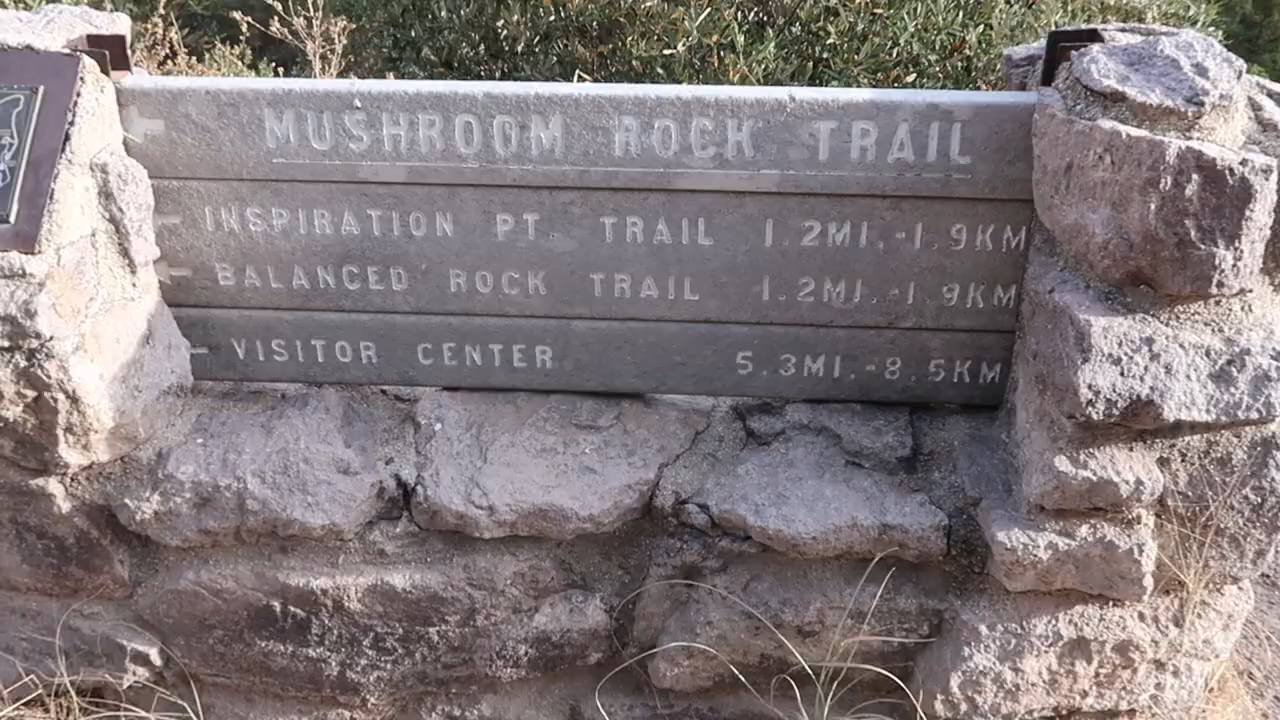 MUSHROOM ROCK TRAIL
INSPIRATION PT. TRAIL 1.2MI.-1.9KM
BALANCED ROCK TRAIL 1.2MI.-1.9KM
VISITOR CENTER 5.3MI.-8.5KM